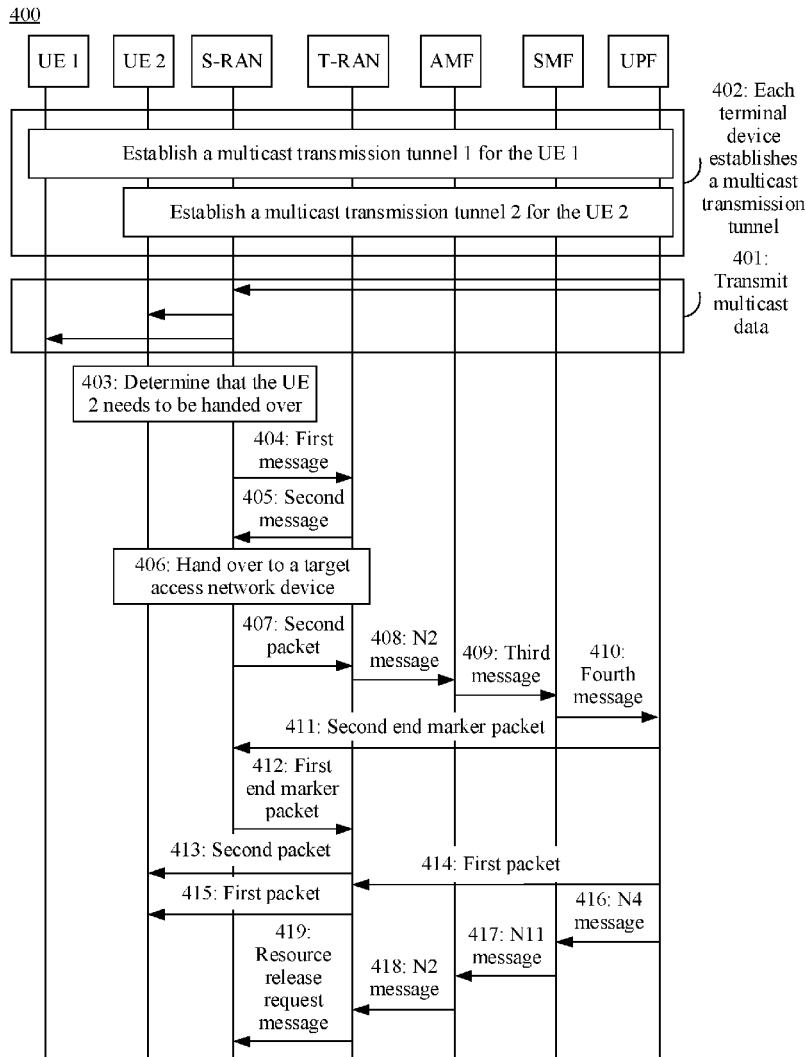 400
UE 1
UE 2
S-RAN
T-RAN
AMF
SMF
UPF
402: Each
terminal
device
establishes
a multicast
transmission
tunnel
Establish a multicast transmission tunnel 1 for the UE 1
Establish a multicast transmission tunnel 2 for the UE 2
401:
Transmit
multicast
data
403: Determine that the UE
2 needs to be handed over
404: First
message
405: Second
message
406: Hand over to a target
access network device
407: Second
packet
408: N2
message
409: Third
message
410:
Fourth
message
411: Second end marker packet
412: First
end marker
packet
413: Second packet
414: First packet
415: First packet
416: N4
message
417: N11
message
418: N2
message
419:
Resource
release
request
message